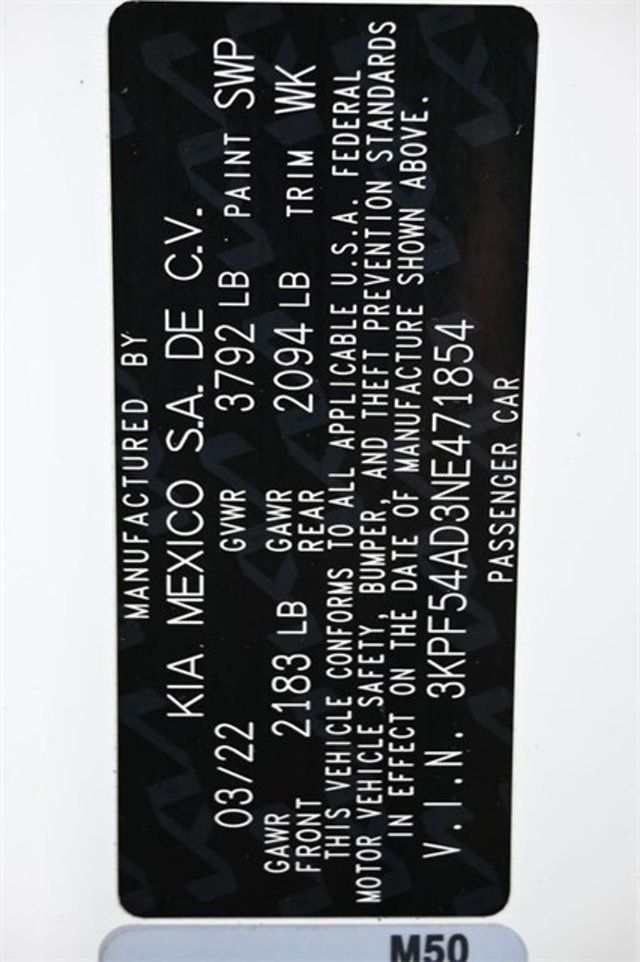 MANUFACTURED BY
KIA MEXICO S.A. DE C.V.
03/22 GVWR 3792 LB PAINT SWP
GAWR FRONT 2183 LB GAWR REAR 2094 LB TRIM WK
THIS VEHICLE CONFORMS TO ALL APPLICABLE U.S.A. FEDERAL
MOTOR VEHICLE SAFETY, BUMPER, AND THEFT PREVENTION STANDARDS
IN EFFECT ON THE DATE OF MANUFACTURE SHOWN ABOVE.
V.I.N. 3KPF54AD3NE471854
PASSENGER CAR
M50